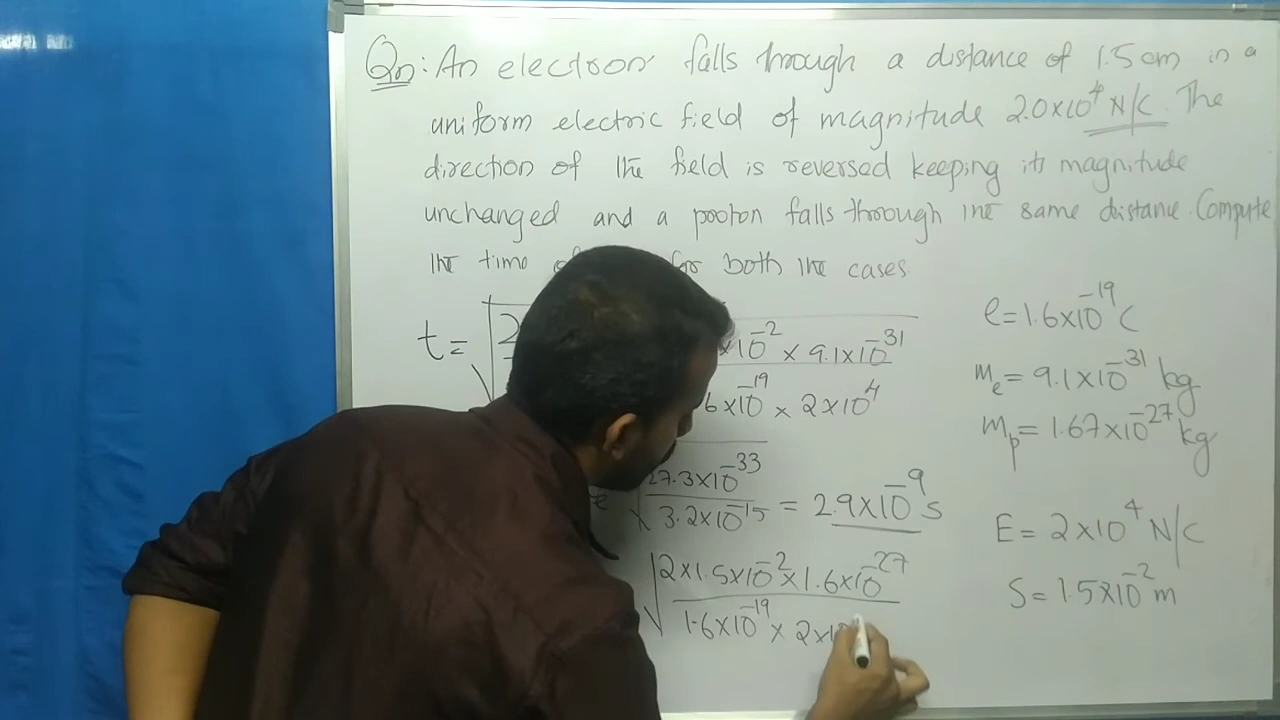 Qn: An electron falls through a distance of 1.5 cm in a
uniform electric field of magnitude 2.0×10⁴ N/C. The
direction of the field is reversed keeping its magnitude
unchanged and a proton falls through the same distance. Compute
the time for both the cases
t = √2
×10⁻² × 9.1×10⁻³¹
6×10⁻¹⁹ × 2×10⁴
√27.3×10⁻³³ / 3.2×10⁻¹⁵ = 2.9×10⁻⁹ s
√2×1.5×10⁻²×1.6×10⁻²⁷
1.6×10⁻¹⁹ × 2×10
e = 1.6×10⁻¹⁹ C
mₑ = 9.1×10⁻³¹ kg
mₚ = 1.67×10⁻²⁷ kg
E = 2×10⁴ N/C
S = 1.5×10⁻² m